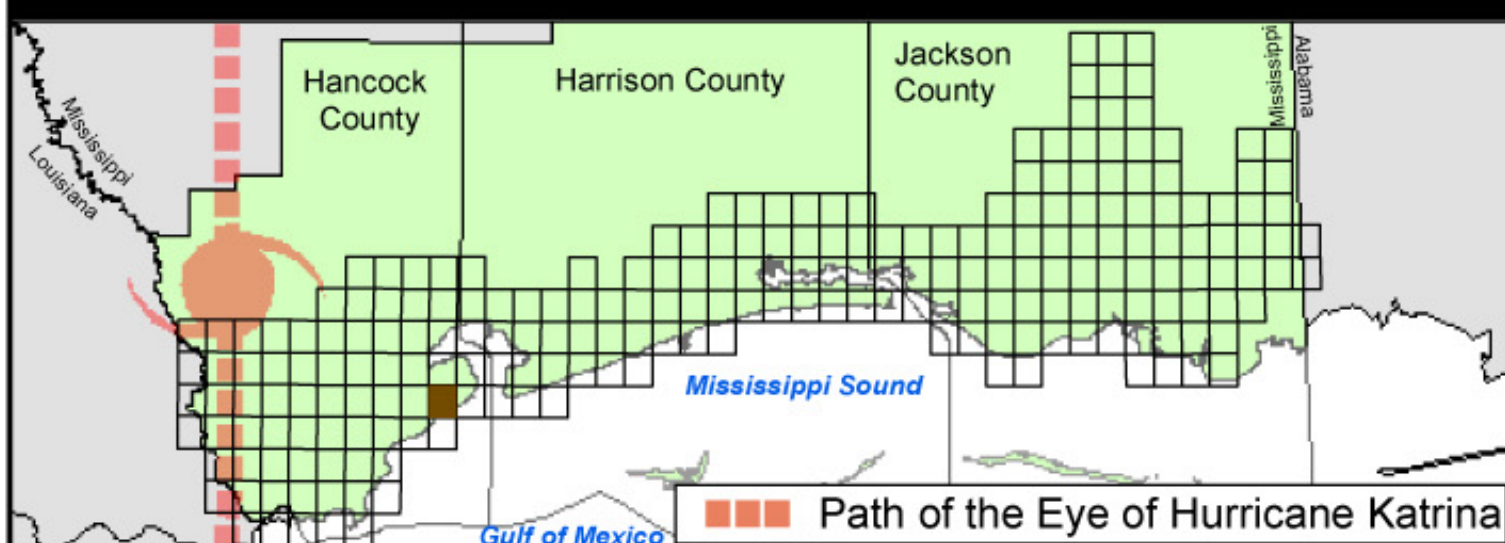 Hancock
County
Harrison County
Jackson
County
Mississippi
Alabama
Mississippi
Louisiana
Mississippi Sound
Gulf of Mexico
Path of the Eye of Hurricane Katrina